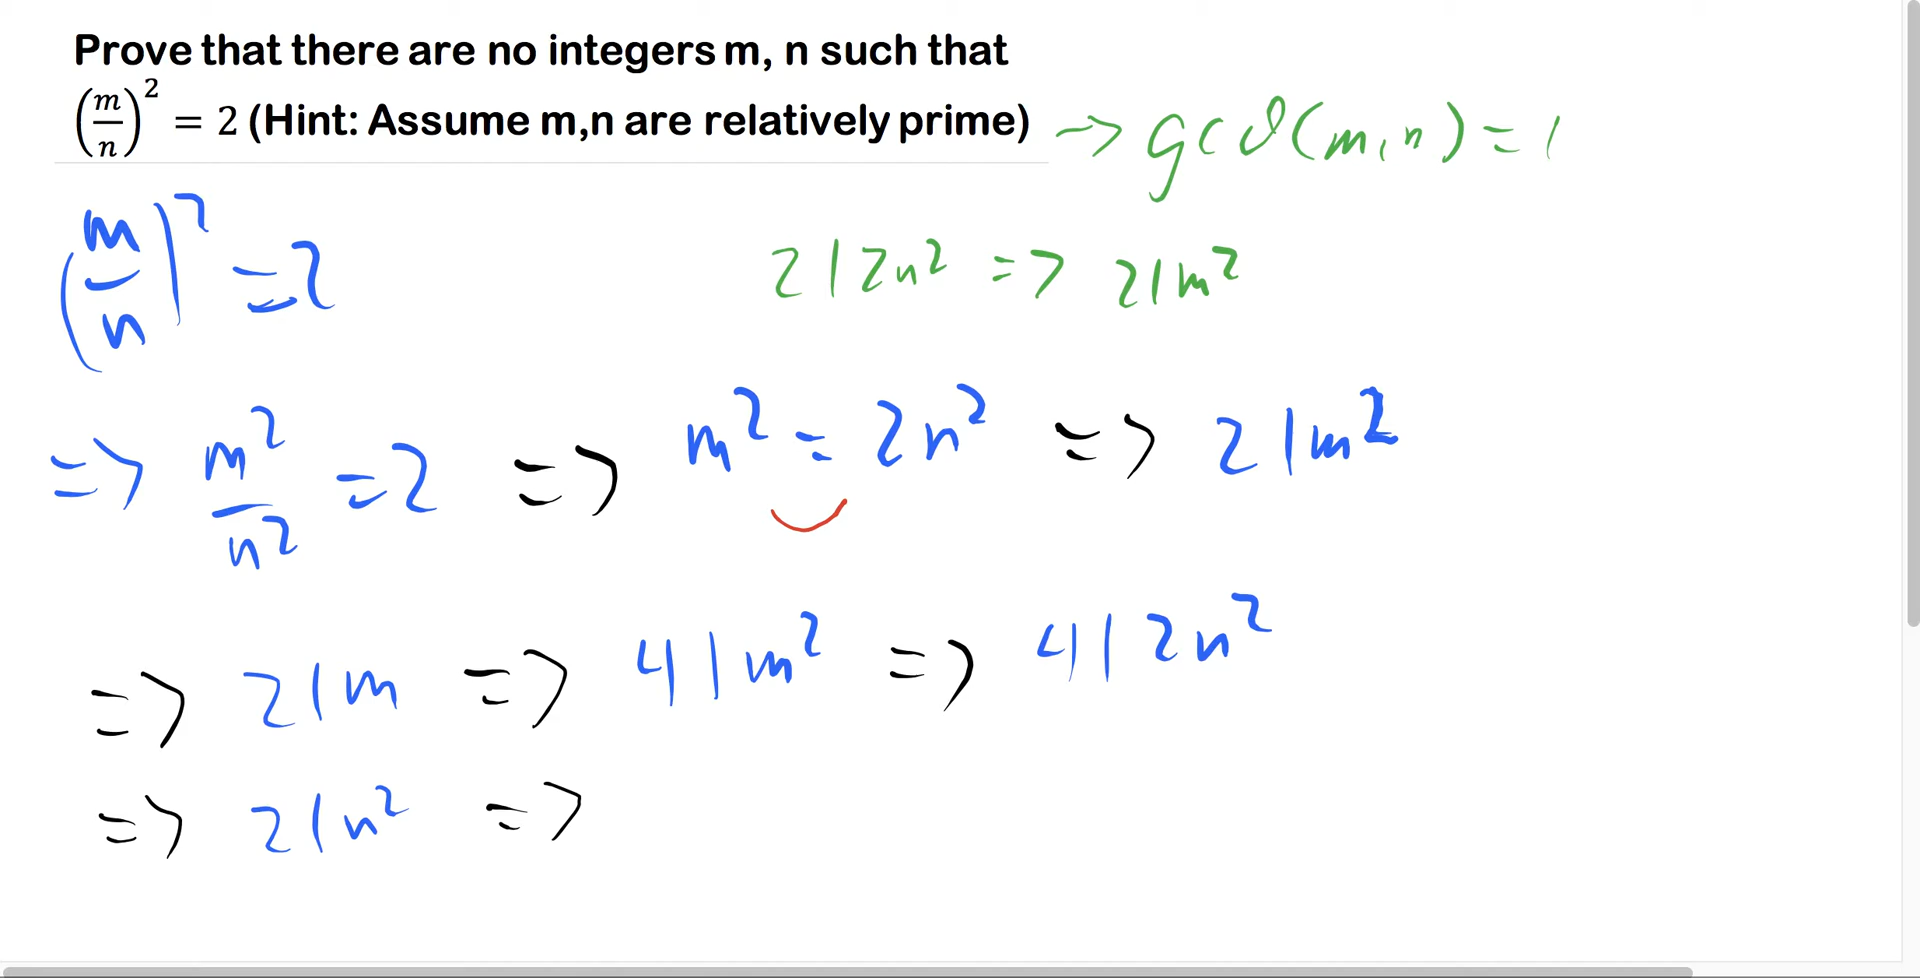 Prove that there are no integers m, n such that
(m/n)² = 2 (Hint: Assume m,n are relatively prime) -> gcd(m,n) = 1
(m/n)² = 2
2 | 2n² => 2 | m²
=> m²/n² = 2 => m² = 2n² => 2 | m²
=> 2 | m => 4 | m² => 4 | 2n²
=> 2 | n² =>